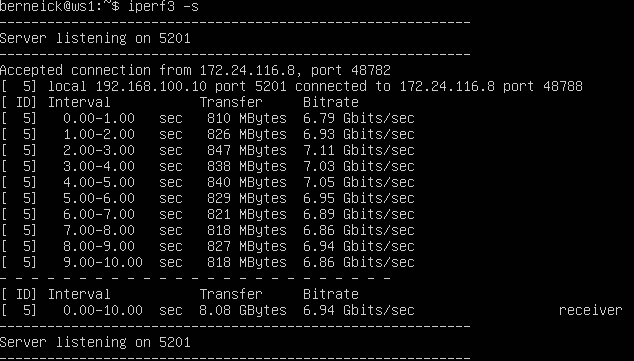 berneick@ws1:~$ iperf3 -s
-----------------------------------------------------------
Server listening on 5201
-----------------------------------------------------------
Accepted connection from 172.24.116.8, port 48782
[  5] local 192.168.100.10 port 5201 connected to 172.24.116.8 port 48788
[ ID] Interval           Transfer     Bitrate
[  5]   0.00-1.00   sec   810 MBytes  6.79 Gbits/sec
[  5]   1.00-2.00   sec   826 MBytes  6.93 Gbits/sec
[  5]   2.00-3.00   sec   847 MBytes  7.11 Gbits/sec
[  5]   3.00-4.00   sec   838 MBytes  7.03 Gbits/sec
[  5]   4.00-5.00   sec   840 MBytes  7.05 Gbits/sec
[  5]   5.00-6.00   sec   829 MBytes  6.95 Gbits/sec
[  5]   6.00-7.00   sec   821 MBytes  6.89 Gbits/sec
[  5]   7.00-8.00   sec   818 MBytes  6.86 Gbits/sec
[  5]   8.00-9.00   sec   827 MBytes  6.94 Gbits/sec
[  5]   9.00-10.00  sec   818 MBytes  6.86 Gbits/sec
- - - - - - - - - - - - - - - - - - - - - - - - -
[ ID] Interval           Transfer     Bitrate
[  5]   0.00-10.00  sec  8.08 GBytes  6.94 Gbits/sec                  receiver
-----------------------------------------------------------
Server listening on 5201
-----------------------------------------------------------